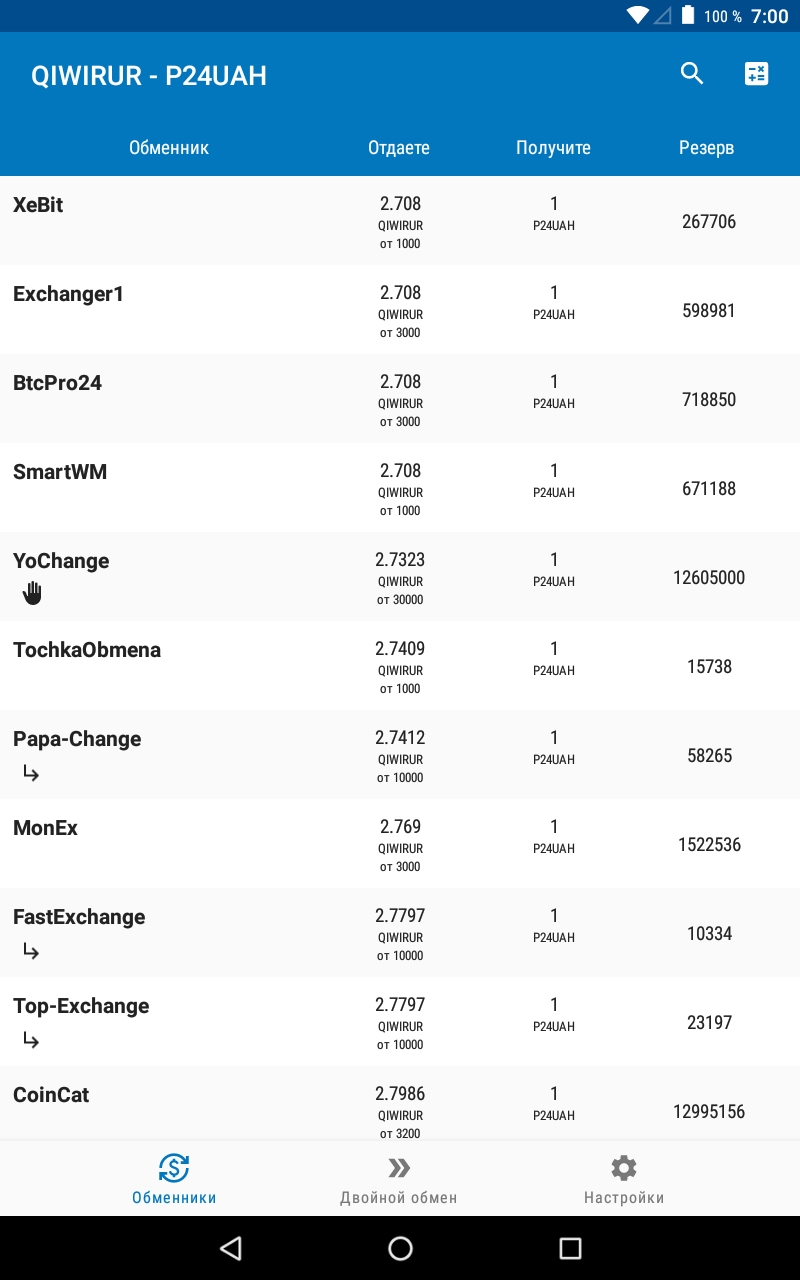 100 % 7:00
QIWIRUR - P24UAH
Обменник Отдаете Получите Резерв
XeBit 2.708 1 267706
QIWIRUR P24UAH
от 1000
Exchanger1 2.708 1 598981
QIWIRUR P24UAH
от 3000
BtcPro24 2.708 1 718850
QIWIRUR P24UAH
от 3000
SmartWM 2.708 1 671188
QIWIRUR P24UAH
от 1000
YoChange 2.7323 1 12605000
QIWIRUR P24UAH
от 30000
TochkaObmena 2.7409 1 15738
QIWIRUR P24UAH
от 1000
Papa-Change 2.7412 1 58265
QIWIRUR P24UAH
от 10000
MonEx 2.769 1 1522536
QIWIRUR P24UAH
от 3000
FastExchange 2.7797 1 10334
QIWIRUR P24UAH
от 10000
Top-Exchange 2.7797 1 23197
QIWIRUR P24UAH
от 10000
CoinCat 2.7986 1 12995156
QIWIRUR P24UAH
от 3200
Обменники Двойной обмен Настройки